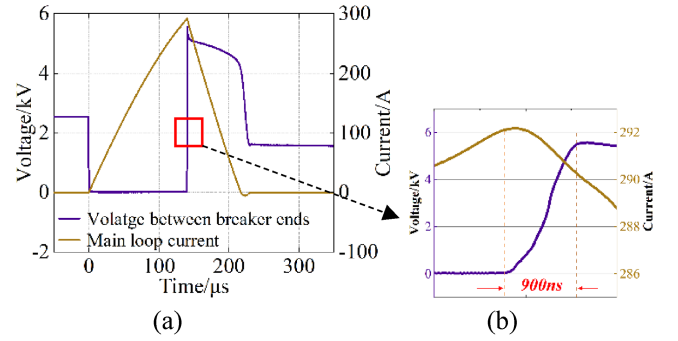 (a)
6
4
2
0
-2
Voltage/kV
300
200
100
0
-100
Current/A
Volatge between breaker ends
Main loop current
0
100
200
300
Time/μs
(a)
6
4
2
0
Voltage/kV
292
290
288
286
Current/A
900ns
(b)